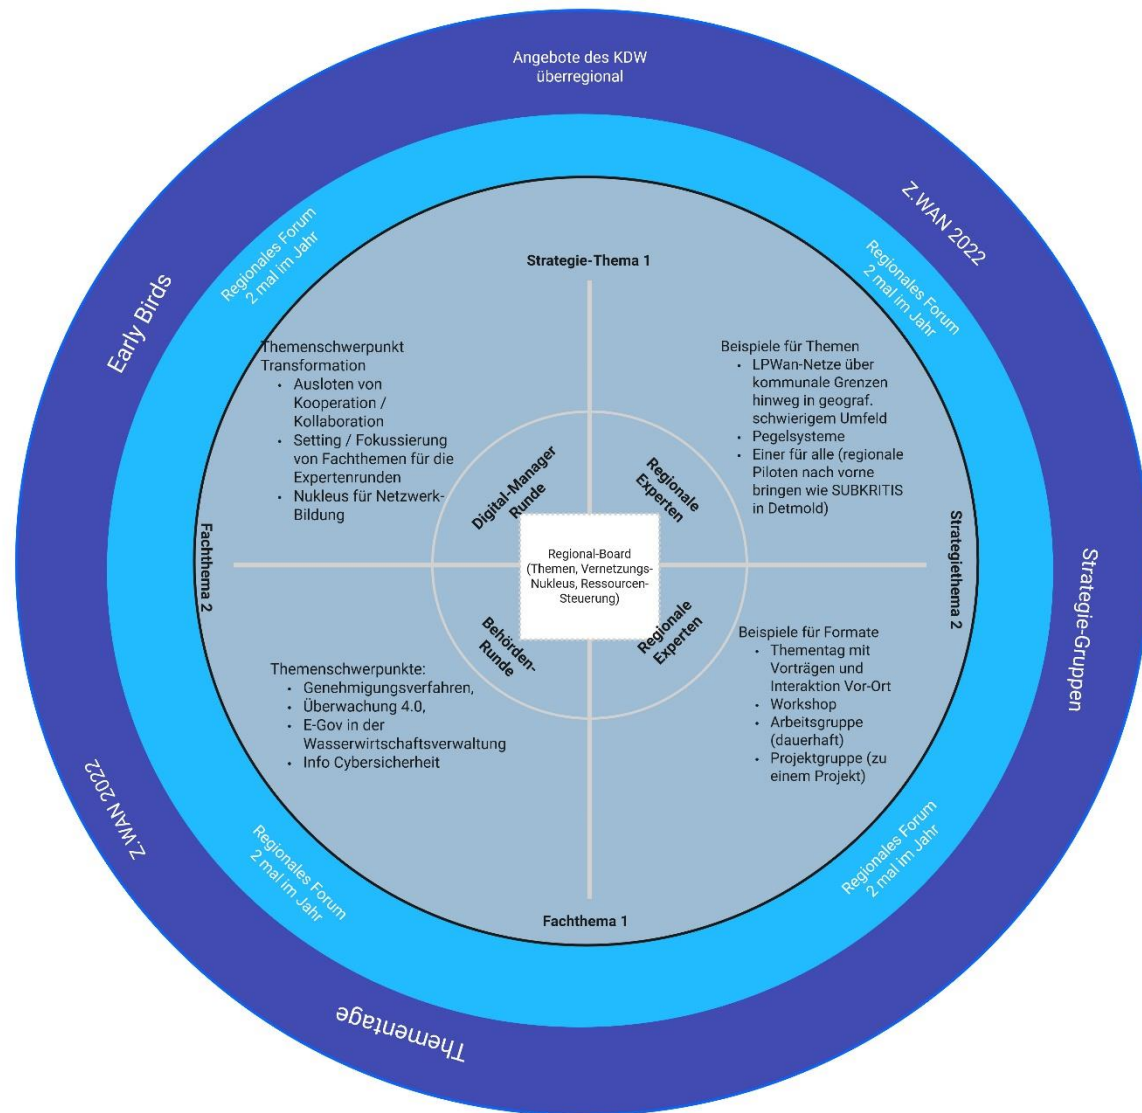 Angebote des KDW
überregional
Z.WAN 2022
Early Birds
Regionales Forum
2 mal im Jahr
Regionales Forum
2 mal im Jahr
Strategie-Thema 1
Themenschwerpunkt
Transformation
• Ausloten von
Kooperation /
Kollaboration
• Setting / Fokussierung
von Fachthemen für die
Expertenrunden
• Nukleus für Netzwerk-
Bildung
Beispiele für Themen
• LPWan-Netze über
kommunale Grenzen
hinweg in geograf.
schwierigem Umfeld
• Pegelsysteme
• Einer für alle (regionale
Piloten nach vorne
bringen wie SUBKRITIS
in Detmold)
Digital-Manager
Runde
Regionale
Experten
Fachthema 2
Regional-Board
(Themen, Vernetzungs-
Nukleus, Ressourcen-
Steuerung)
Strategiethema 2
Strategie-Gruppen
Behörden-
Runde
Regionale
Experten
Themenschwerpunkte:
• Genehmigungsverfahren,
• Überwachung 4.0,
• E-Gov in der
Wasserwirtschaftsverwaltung
• Info Cybersicherheit
Beispiele für Formate
• Thementag mit
Vorträgen und
Interaktion Vor-Ort
• Workshop
• Arbeitsgruppe
(dauerhaft)
• Projektgruppe (zu
einem Projekt)
Z.WAN 2022
Regionales Forum
2 mal im Jahr
Regionales Forum
2 mal im Jahr
Fachthema 1
Thementage